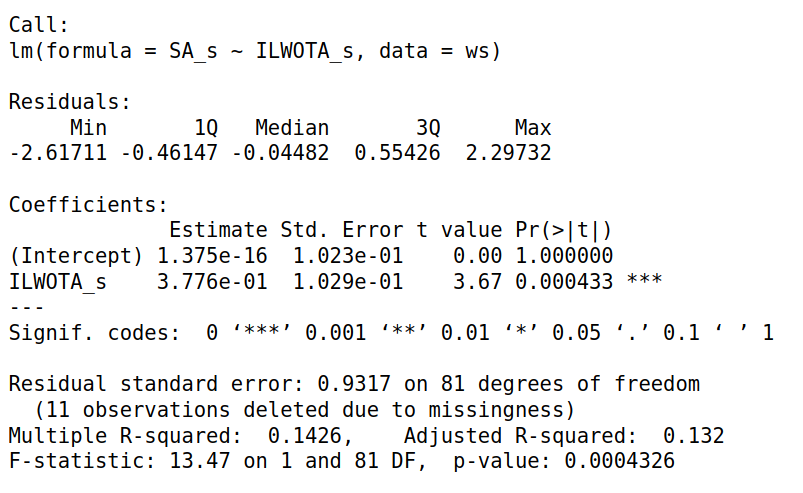 Call:
lm(formula = SA_s ~ ILWOTA_s, data = ws)
Residuals:
     Min       1Q   Median       3Q      Max
-2.61711 -0.46147 -0.04482  0.55426  2.29732
Coefficients:
             Estimate Std. Error t value Pr(>|t|)
(Intercept) 1.375e-16  1.023e-01    0.00 1.000000
ILWOTA_s    3.776e-01  1.029e-01    3.67 0.000433 ***
---
Signif. codes:  0 ‘***’ 0.001 ‘**’ 0.01 ‘*’ 0.05 ‘.’ 0.1 ‘ ’ 1
Residual standard error: 0.9317 on 81 degrees of freedom
  (11 observations deleted due to missingness)
Multiple R-squared:  0.1426,    Adjusted R-squared:  0.132
F-statistic: 13.47 on 1 and 81 DF,  p-value: 0.0004326